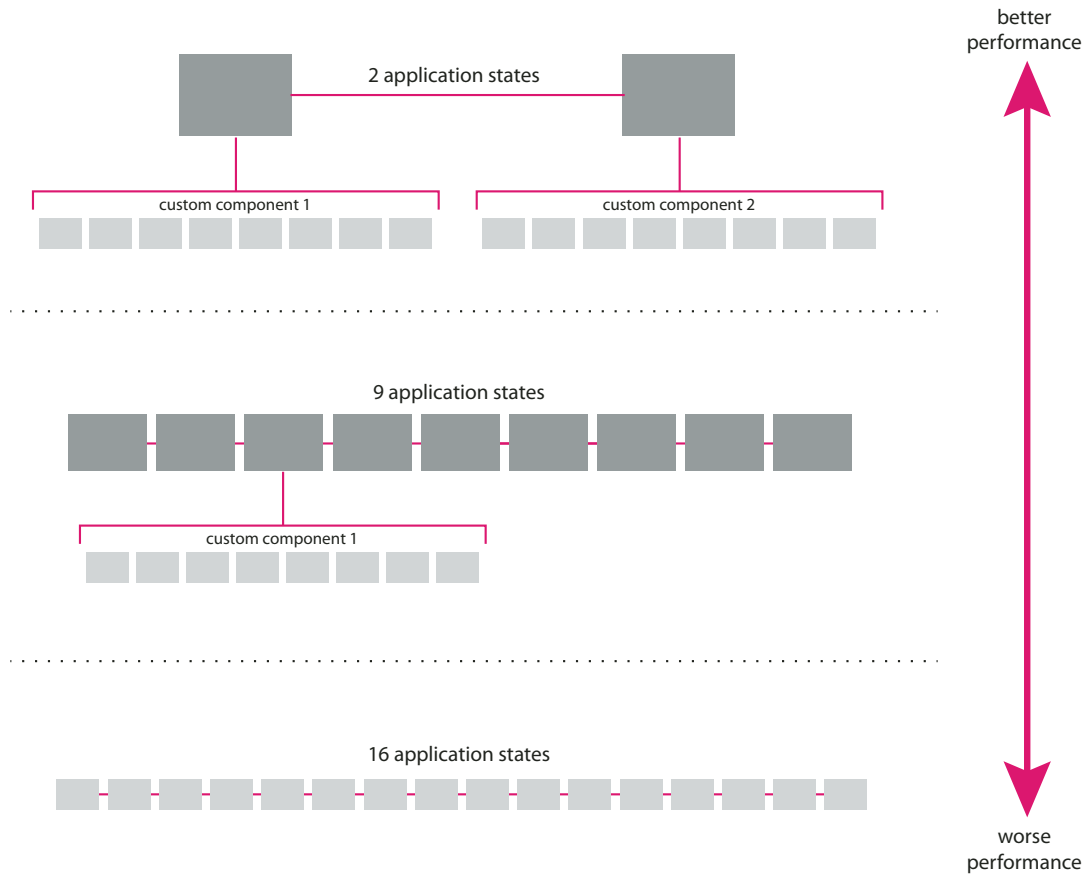 better
performance
2 application states
custom component 1
custom component 2
9 application states
custom component 1
16 application states
worse
performance